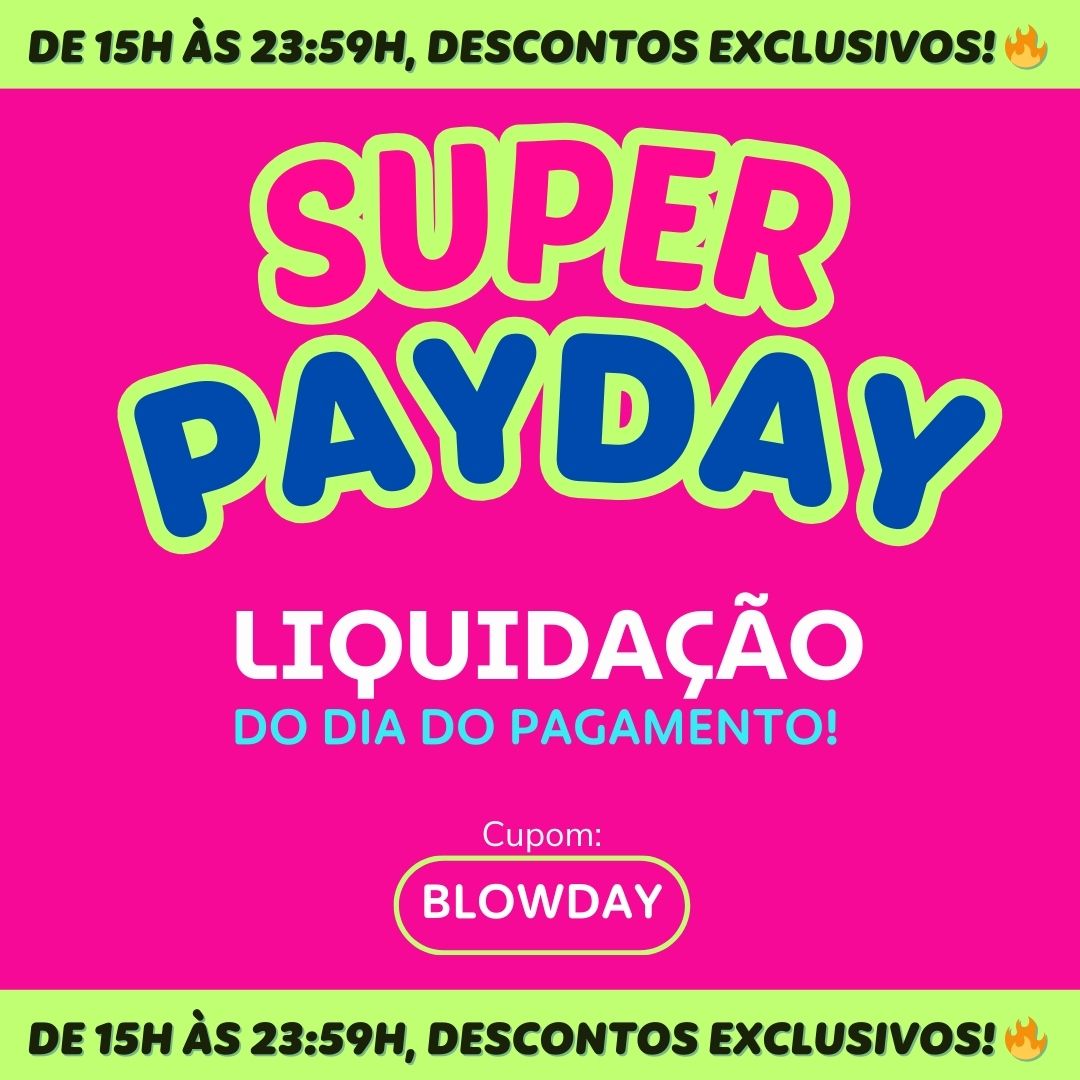 DE 15H ÀS 23:59H, DESCONTOS EXCLUSIVOS!🔥
SUPER
PAYDAY
LIQUIDAÇÃO
DO DIA DO PAGAMENTO!
Cupom:
BLOWDAY
DE 15H ÀS 23:59H, DESCONTOS EXCLUSIVOS!🔥